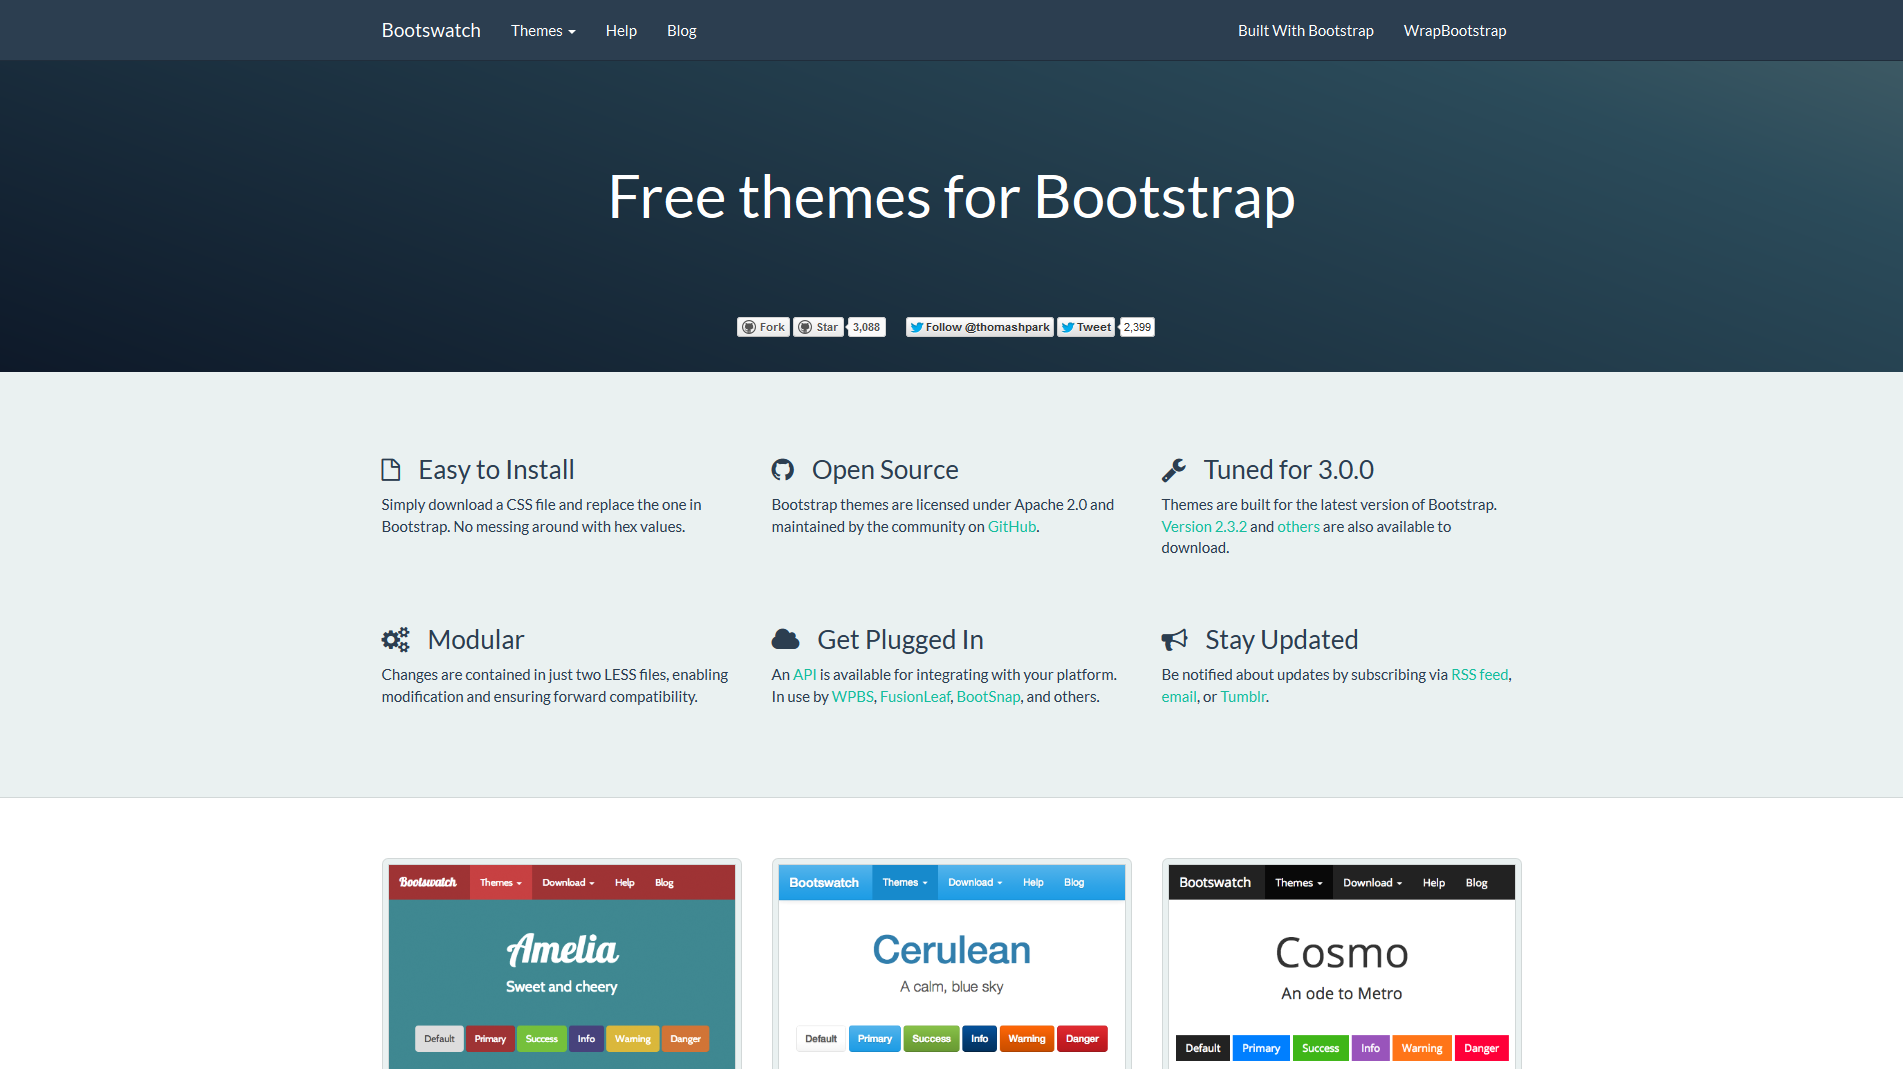 Bootswatch Themes Help Blog Built With Bootstrap WrapBootstrap
Free themes for Bootstrap
Fork Star 3,088 Follow @thomashpark Tweet 2,399
Easy to Install
Simply download a CSS file and replace the one in
Bootstrap. No messing around with hex values.
Open Source
Bootstrap themes are licensed under Apache 2.0 and
maintained by the community on GitHub.
Tuned for 3.0.0
Themes are built for the latest version of Bootstrap.
Version 2.3.2 and others are also available to
download.
Modular
Changes are contained in just two LESS files, enabling
modification and ensuring forward compatibility.
Get Plugged In
An API is available for integrating with your platform.
In use by WPBS, FusionLeaf, BootSnap, and others.
Stay Updated
Be notified about updates by subscribing via RSS feed,
email, or Tumblr.
Bootswatch Themes Download Help Blog
Amelia
Sweet and cheery
Default Primary Success Info Warning Danger
Bootswatch Themes Download Help Blog
Cerulean
A calm, blue sky
Default Primary Success Info Warning Danger
Bootswatch Themes Download Help Blog
Cosmo
An ode to Metro
Default Primary Success Info Warning Danger